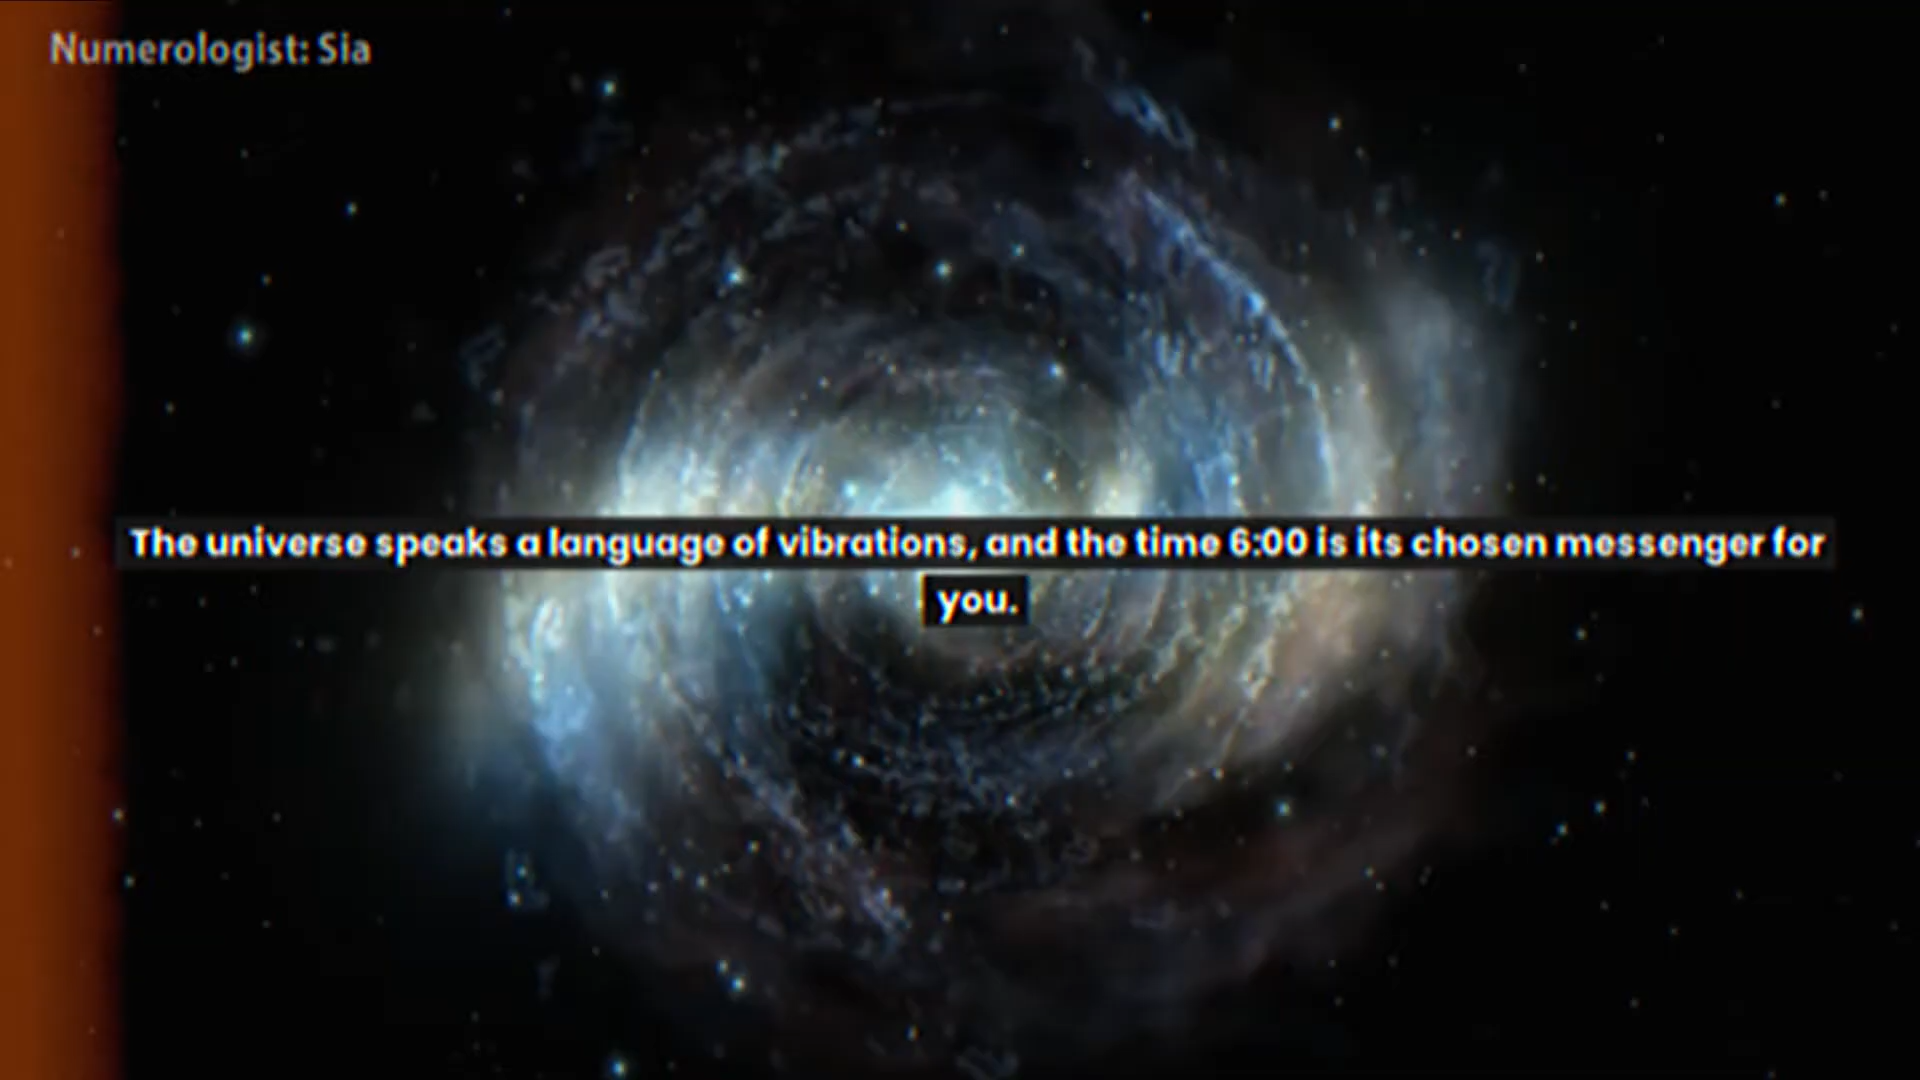 Numerologist: Sia
The universe speaks a language of vibrations, and the time 6:00 is its chosen messenger for
you.